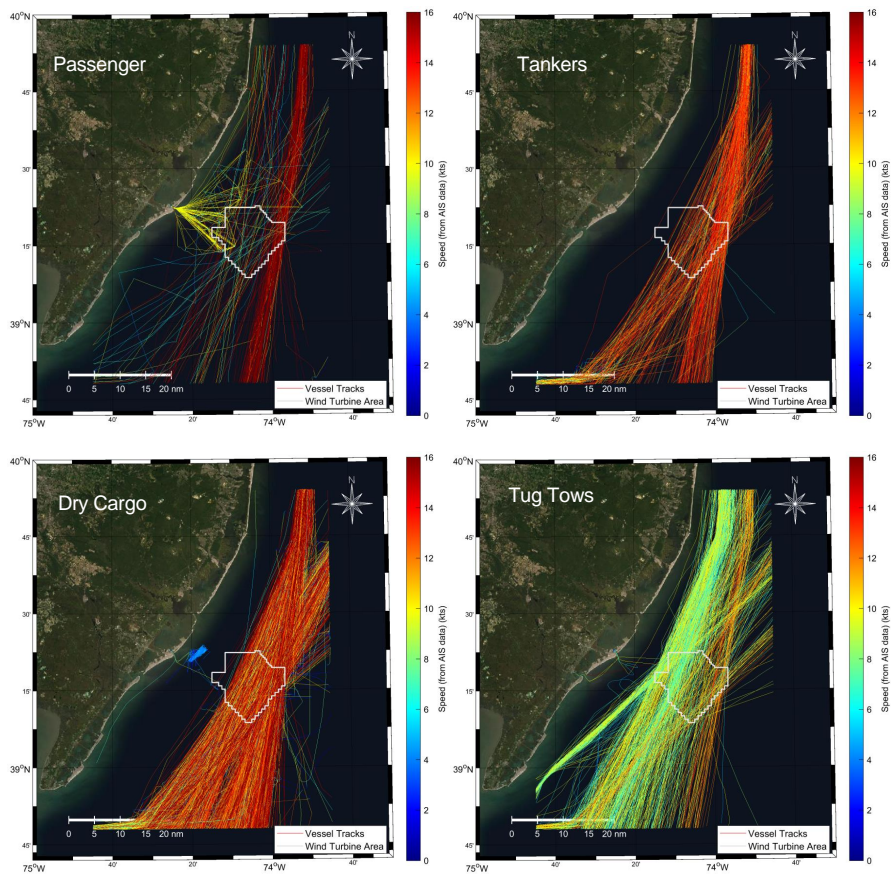 40°N
Passenger
N
45'
30'
15'
39°N
0 5 10 15 20 nm
Vessel Tracks
Wind Turbine Area
45'
75°W
40'
20'
74°W
40'
16
14
12
10
8
6
4
2
0
Speed (from AIS data) (kts)
40°N
Tankers
N
45'
30'
15'
39°N
0 5 10 15 20 nm
Vessel Tracks
Wind Turbine Area
45'
75°W
40'
20'
74°W
40'
16
14
12
10
8
6
4
2
0
Speed (from AIS data) (kts)
40°N
Dry Cargo
N
45'
30'
15'
39°N
0 5 10 15 20 nm
Vessel Tracks
Wind Turbine Area
45'
75°W
40'
20'
74°W
40'
16
14
12
10
8
6
4
2
0
Speed (from AIS data) (kts)
40°N
Tug Tows
N
45'
30'
15'
39°N
0 5 10 15 20 nm
Vessel Tracks
Wind Turbine Area
45'
75°W
40'
20'
74°W
40'
16
14
12
10
8
6
4
2
0
Speed (from AIS data) (kts)